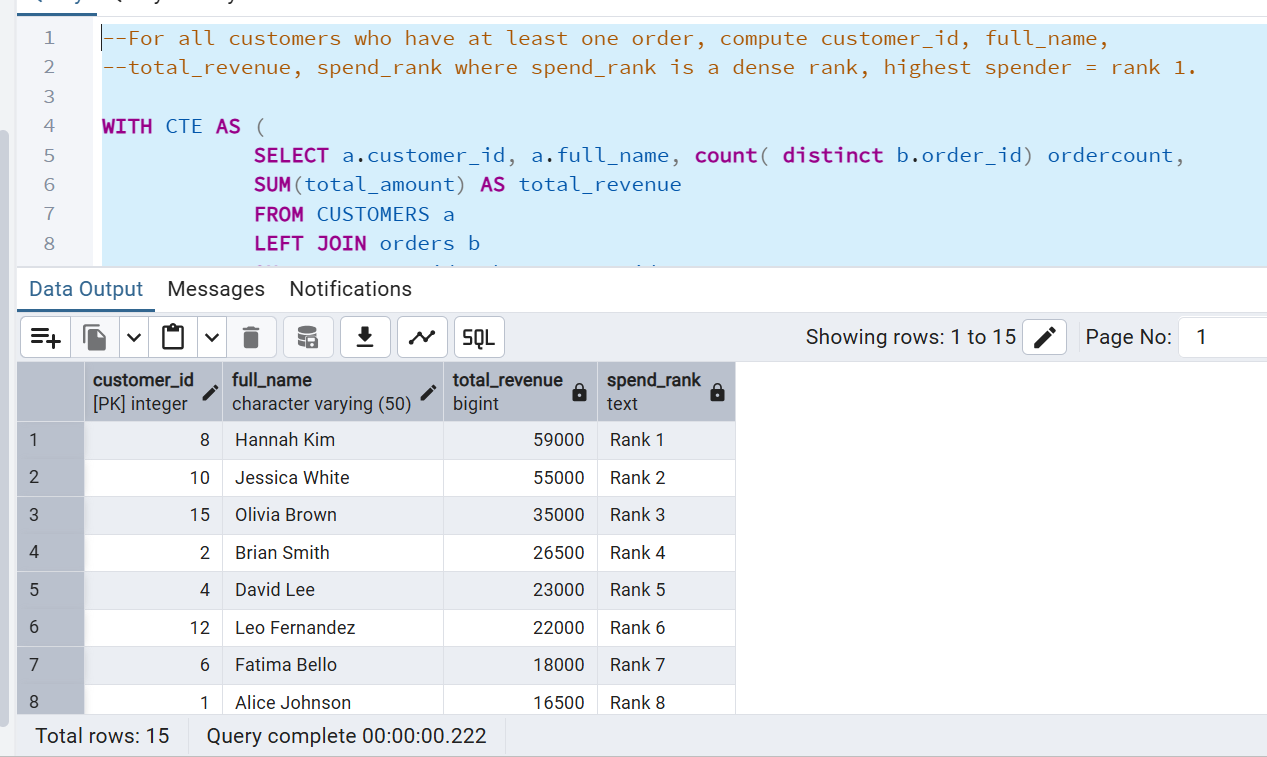 1 --For all customers who have at least one order, compute customer_id, full_name,
2 --total_revenue, spend_rank where spend_rank is a dense rank, highest spender = rank 1.
3
4 WITH CTE AS (
5 SELECT a.customer_id, a.full_name, count( distinct b.order_id) ordercount,
6 SUM(total_amount) AS total_revenue
7 FROM CUSTOMERS a
8 LEFT JOIN orders b
Data Output Messages Notifications
SQL Showing rows: 1 to 15 Page No: 1
customer_id full_name total_revenue spend_rank
[PK] integer character varying (50) bigint text
1 8 Hannah Kim 59000 Rank 1
2 10 Jessica White 55000 Rank 2
3 15 Olivia Brown 35000 Rank 3
4 2 Brian Smith 26500 Rank 4
5 4 David Lee 23000 Rank 5
6 12 Leo Fernandez 22000 Rank 6
7 6 Fatima Bello 18000 Rank 7
8 1 Alice Johnson 16500 Rank 8
Total rows: 15 Query complete 00:00:00.222